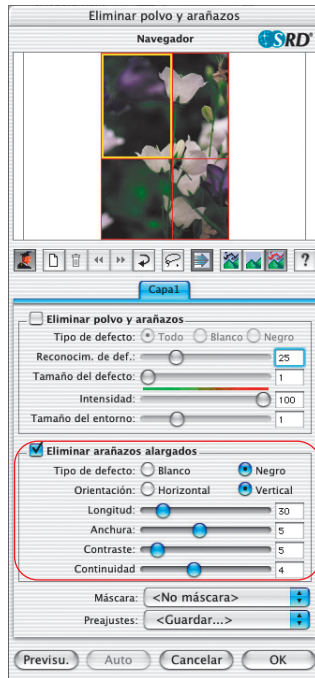 Eliminar polvo y arañazos
Navegador
SRD
?
Capa1
Eliminar polvo y arañazos
Tipo de defecto: Todo Blanco Negro
Reconocim. de def.: 25
Tamaño del defecto: 1
Intensidad: 100
Tamaño del entorno: 1
Eliminar arañazos alargados
Tipo de defecto: Blanco Negro
Orientación: Horizontal Vertical
Longitud: 30
Anchura: 5
Contraste: 5
Continuidad 4
Máscara: <No máscara>
Preajustes: <Guardar...>
Previsu. Auto Cancelar OK